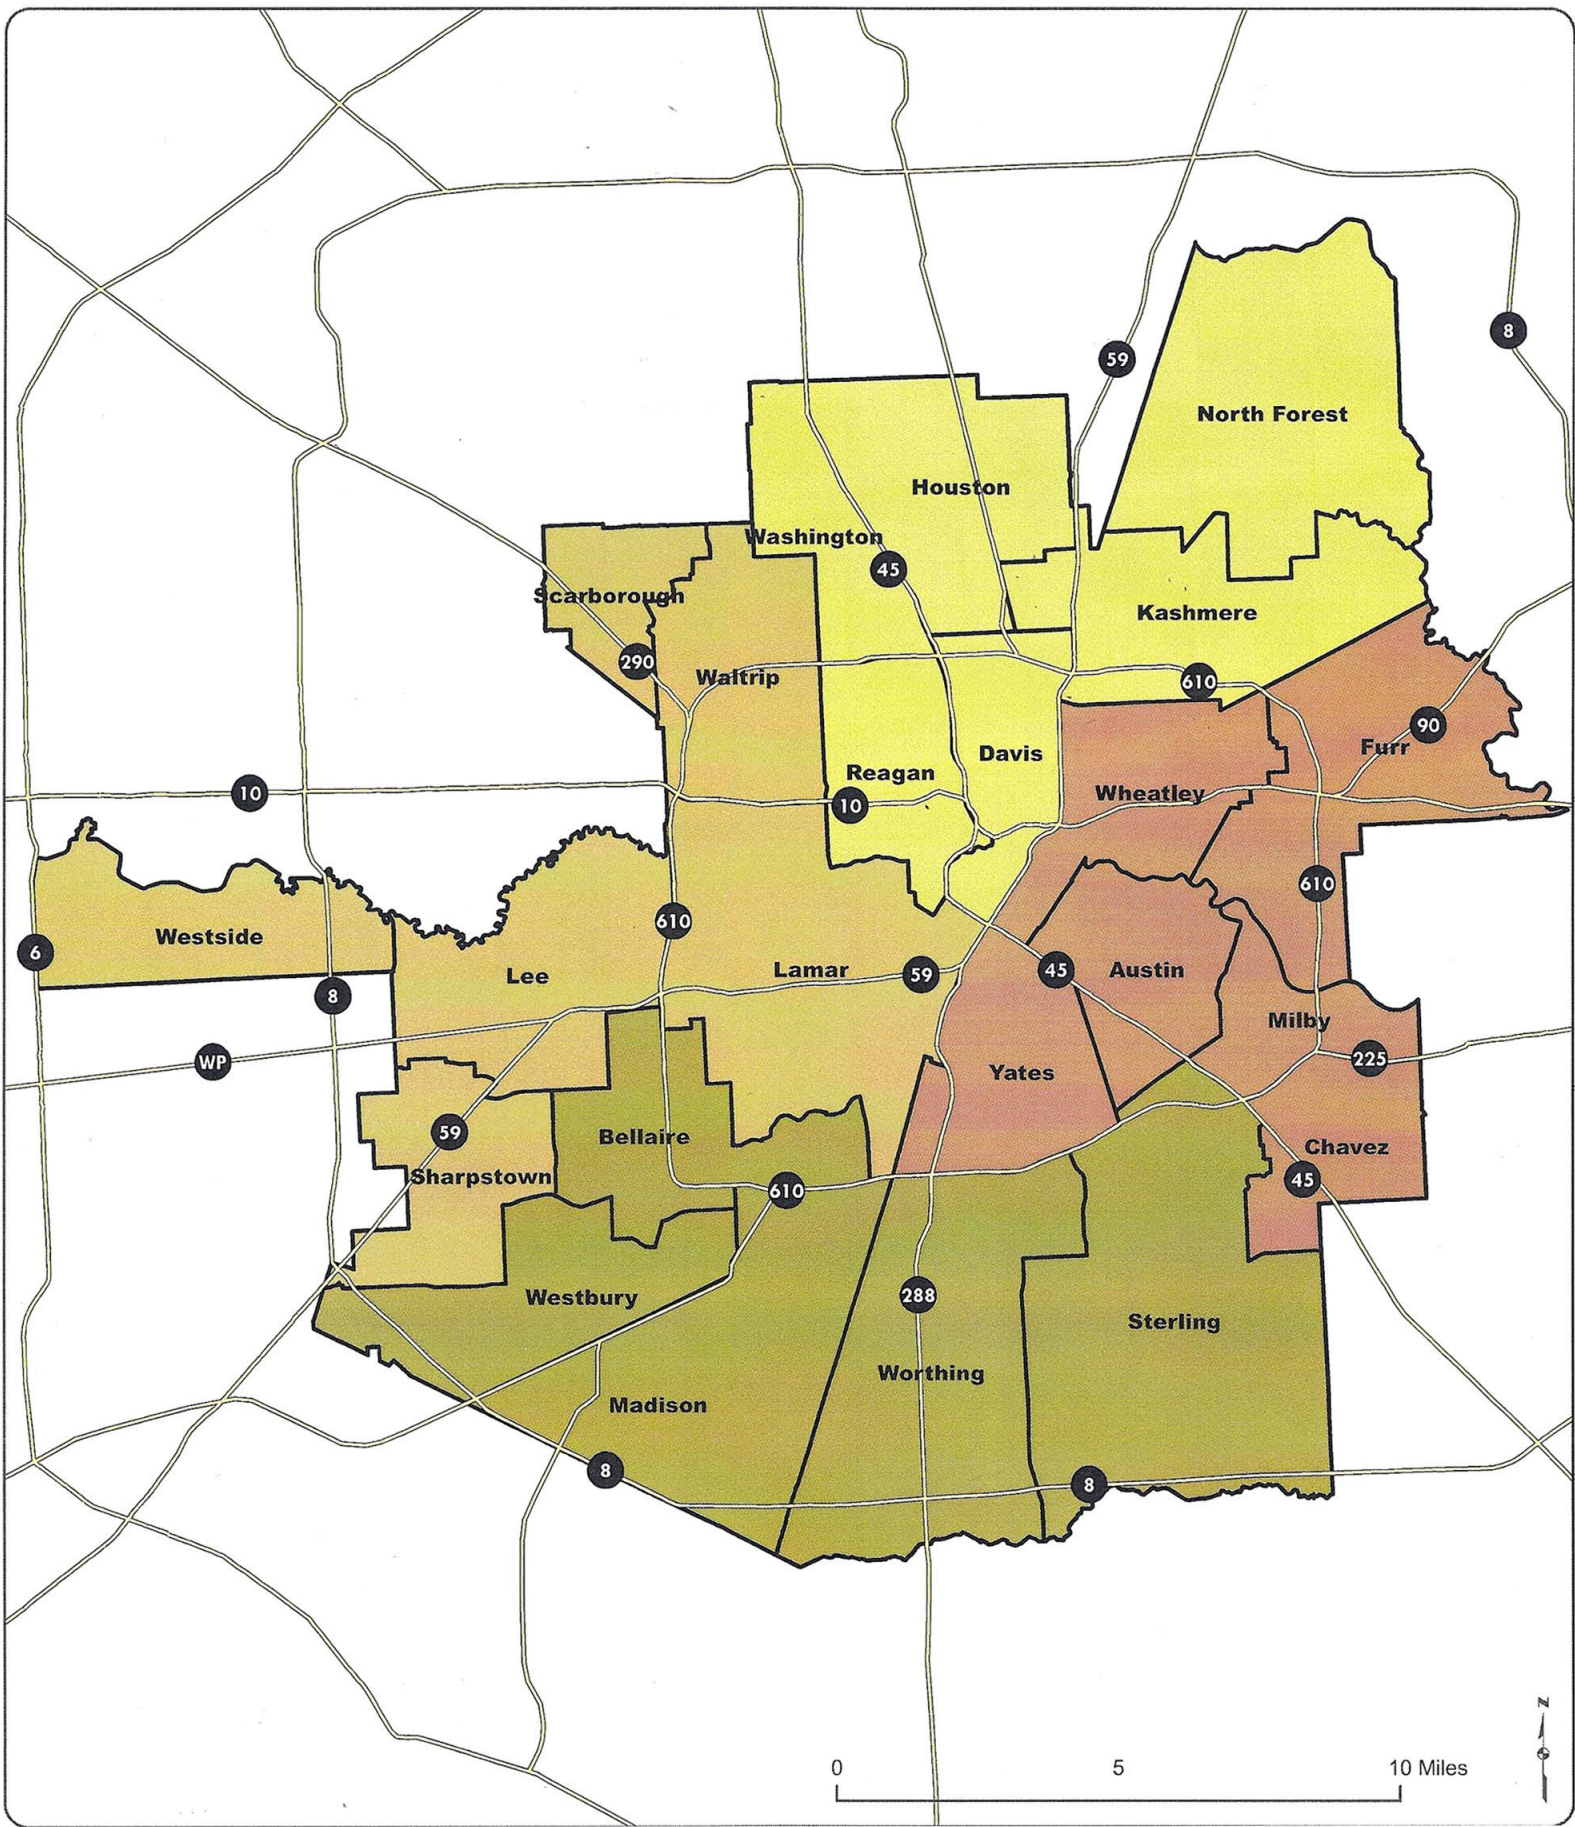 8
59
North Forest
Houston
Washington
45
Scarborough
Kashmere
290
Waltrip
610
90
Furr
Davis
Reagan
10
Wheatley
10
610
610
Westside
6
Lee
Lamar
59
45
Austin
8
Milby
WP
225
Yates
59
Bellaire
Chavez
Sharpstown
610
45
288
Westbury
Sterling
Worthing
Madison
8
8
N
0 5 10 Miles